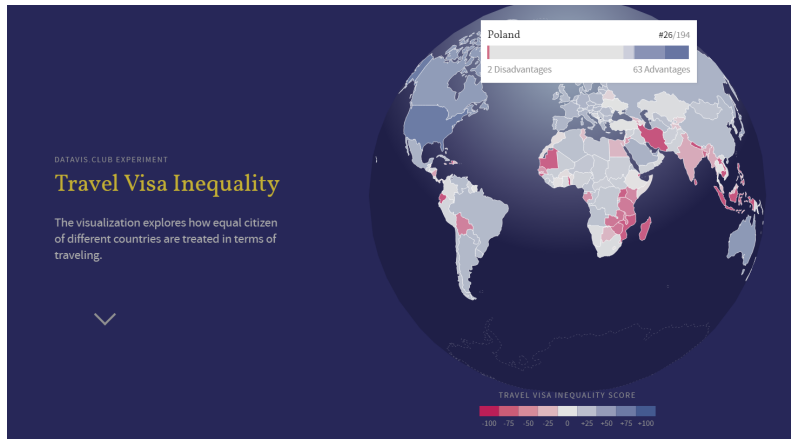 Poland #26/194
2 Disadvantages 63 Advantages
DATAVIS.CLUB EXPERIMENT
Travel Visa Inequality
The visualization explores how equal citizen
of different countries are treated in terms of
traveling.
TRAVEL VISA INEQUALITY SCORE
-100 -75 -50 -25 0 +25 +50 +75 +100